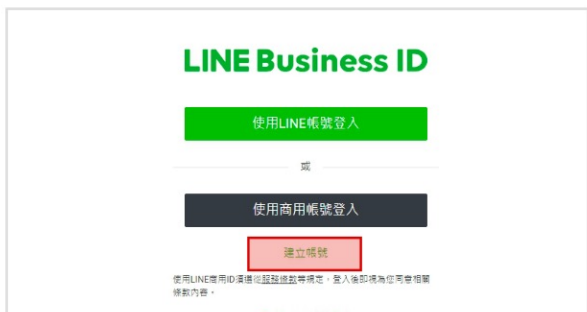 LINE Business ID
使用LINE帳號登入
或
使用商用帳號登入
建立帳號
使用LINE商用ID須遵從服務條款等規定，登入後即視為您同意相關
條款內容。